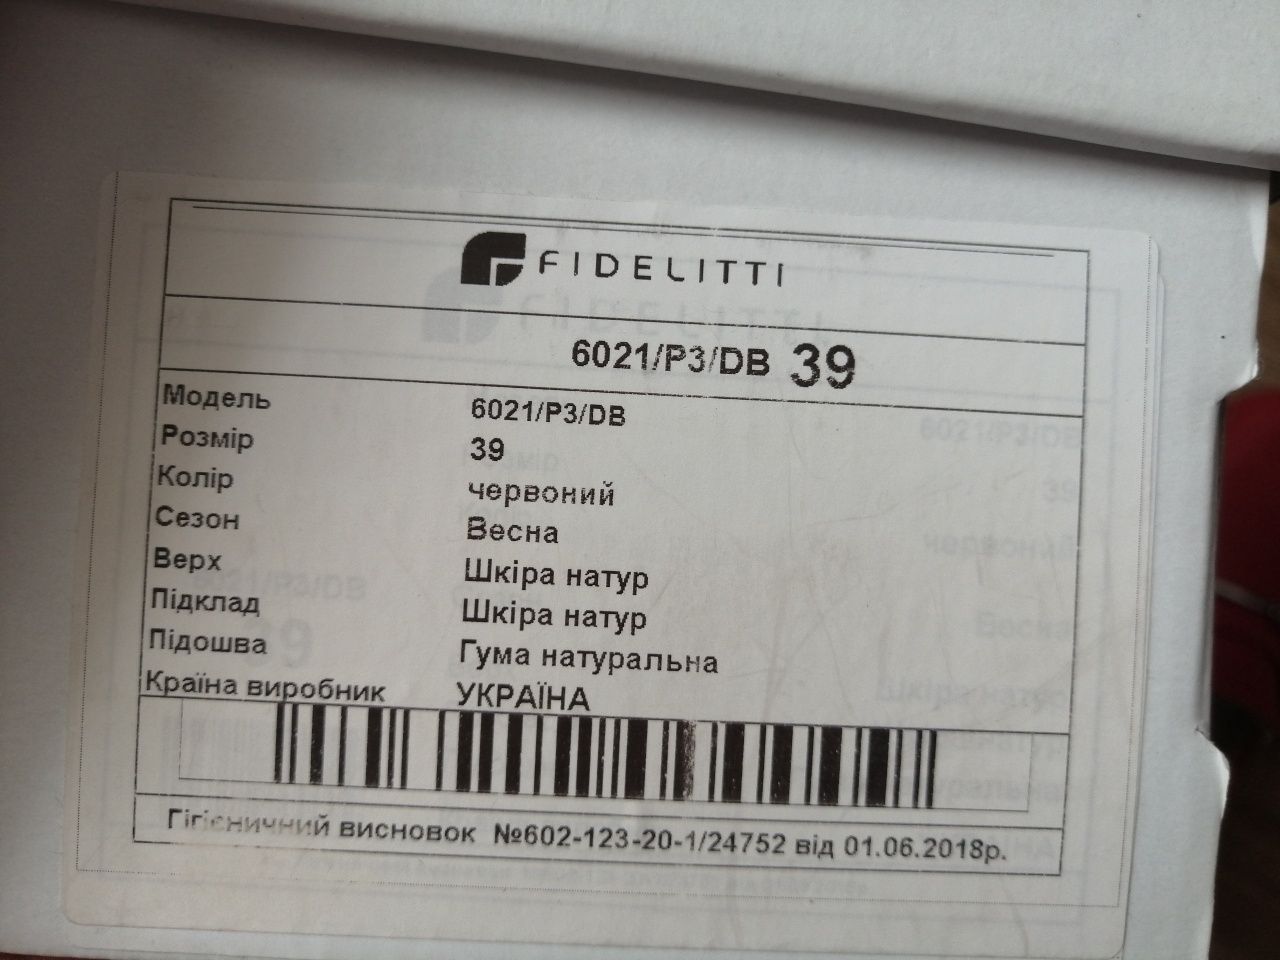 FIDELITTI
6021/P3/DB 39
Модель 6021/P3/DB
Розмір 39
Колір червоний
Сезон Весна
Верх Шкіра натур
Підклад Шкіра натур
Підошва Гума натуральна
Країна виробник УКРАЇНА
Гігієничний висновок №602-123-20-1/24752 від 01.06.2018р.